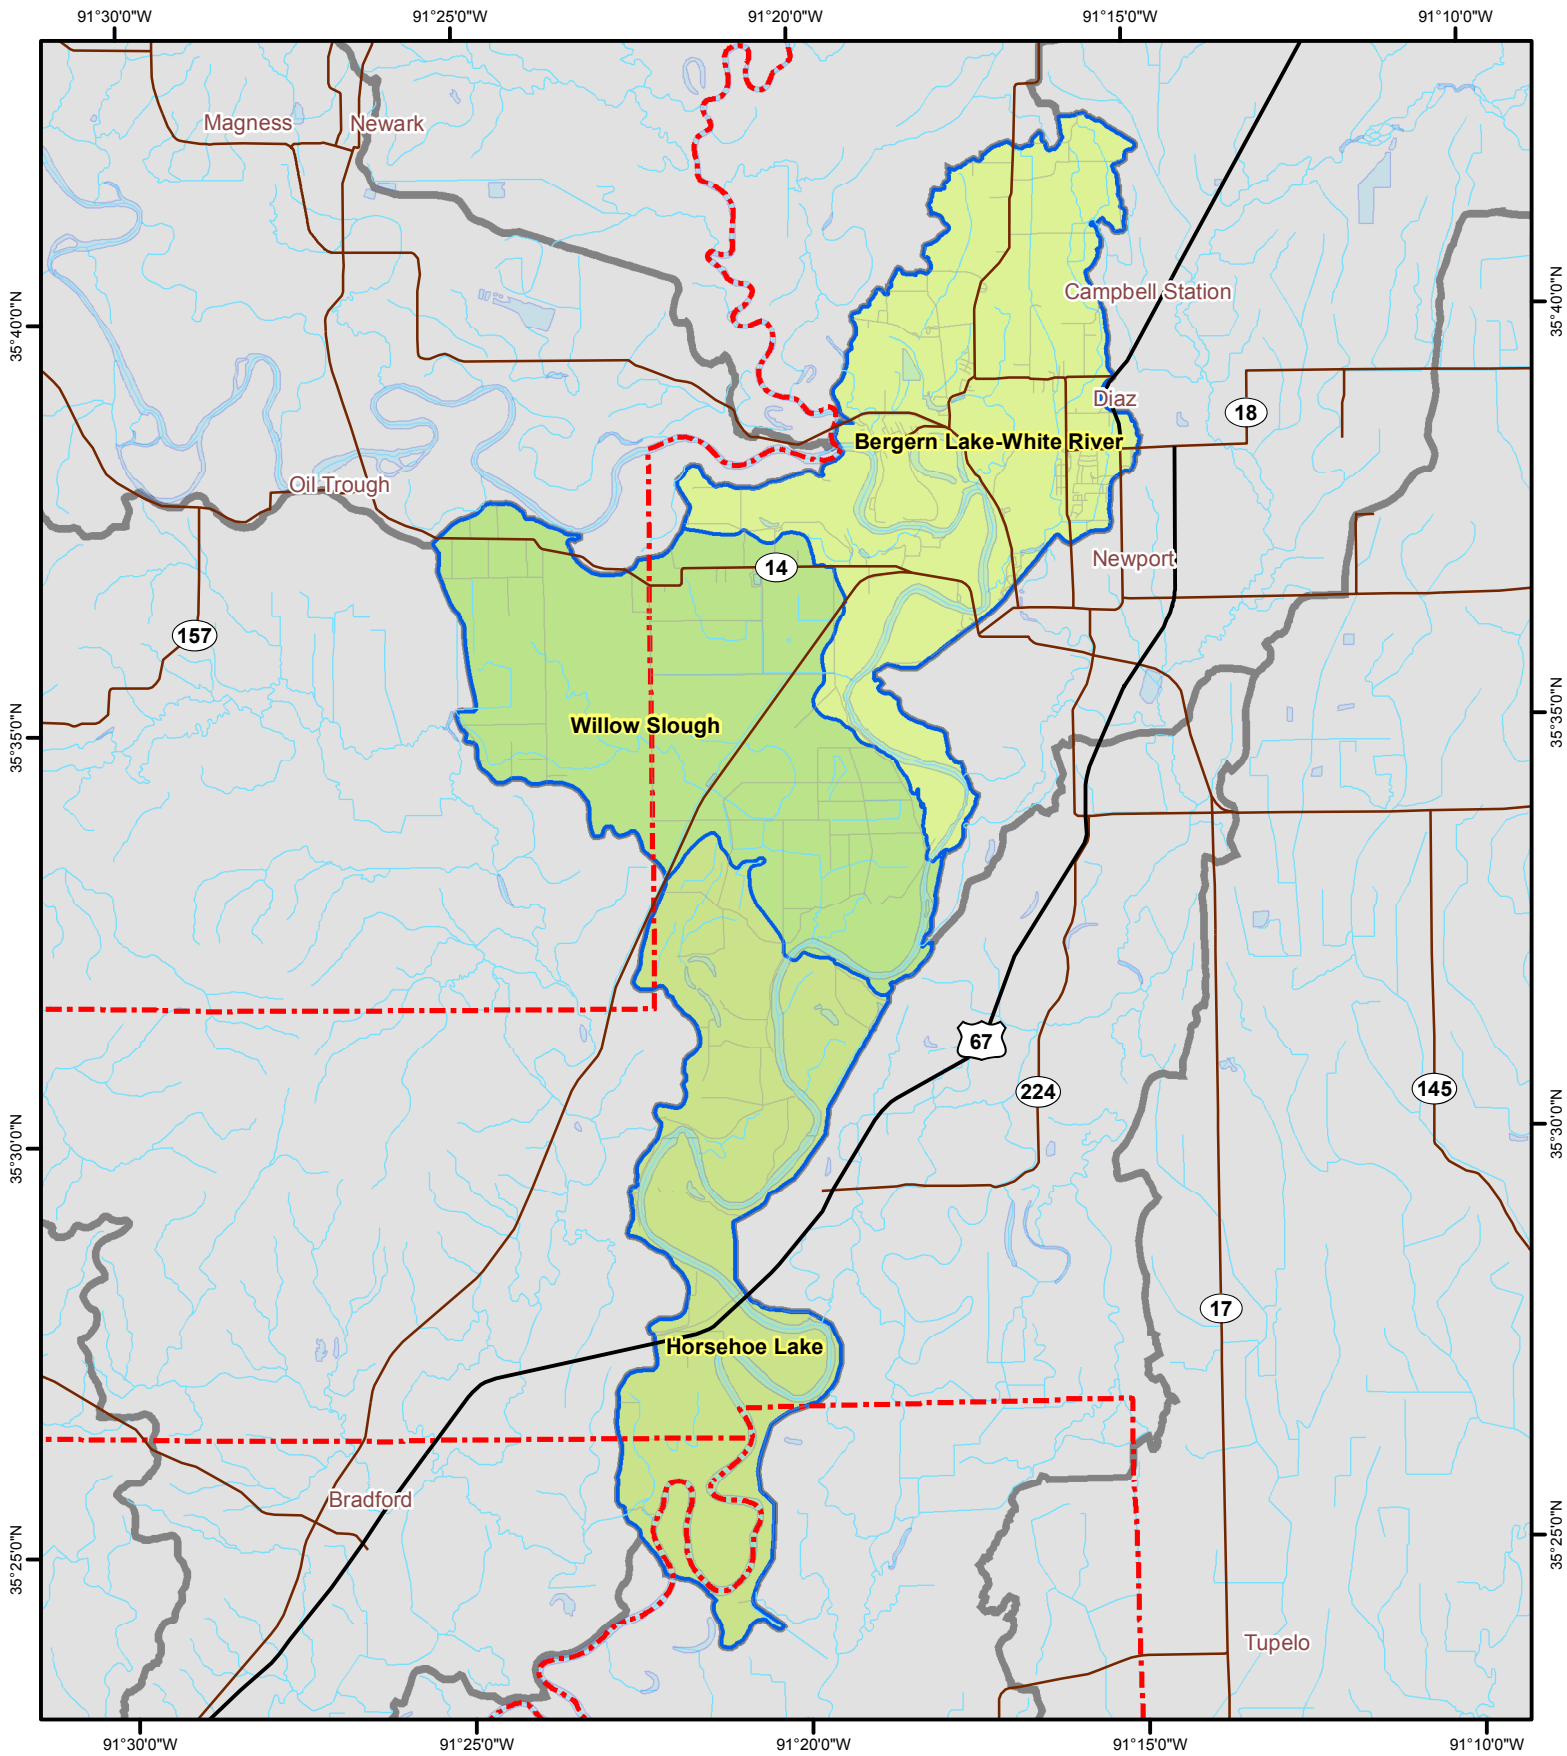 91°30'0"W 91°25'0"W 91°20'0"W 91°15'0"W 91°10'0"W
Magness
Newark
Campbell Station
35°40'0"N
35°40'0"N
Diaz
18
Bergern Lake-White River
Oil Trough
Newport
14
157
Willow Slough
35°35'0"N
35°35'0"N
67
224
145
35°30'0"N
35°30'0"N
17
Horsehoe Lake
Bradford
35°25'0"N
35°25'0"N
Tupelo
91°30'0"W 91°25'0"W 91°20'0"W 91°15'0"W 91°10'0"W